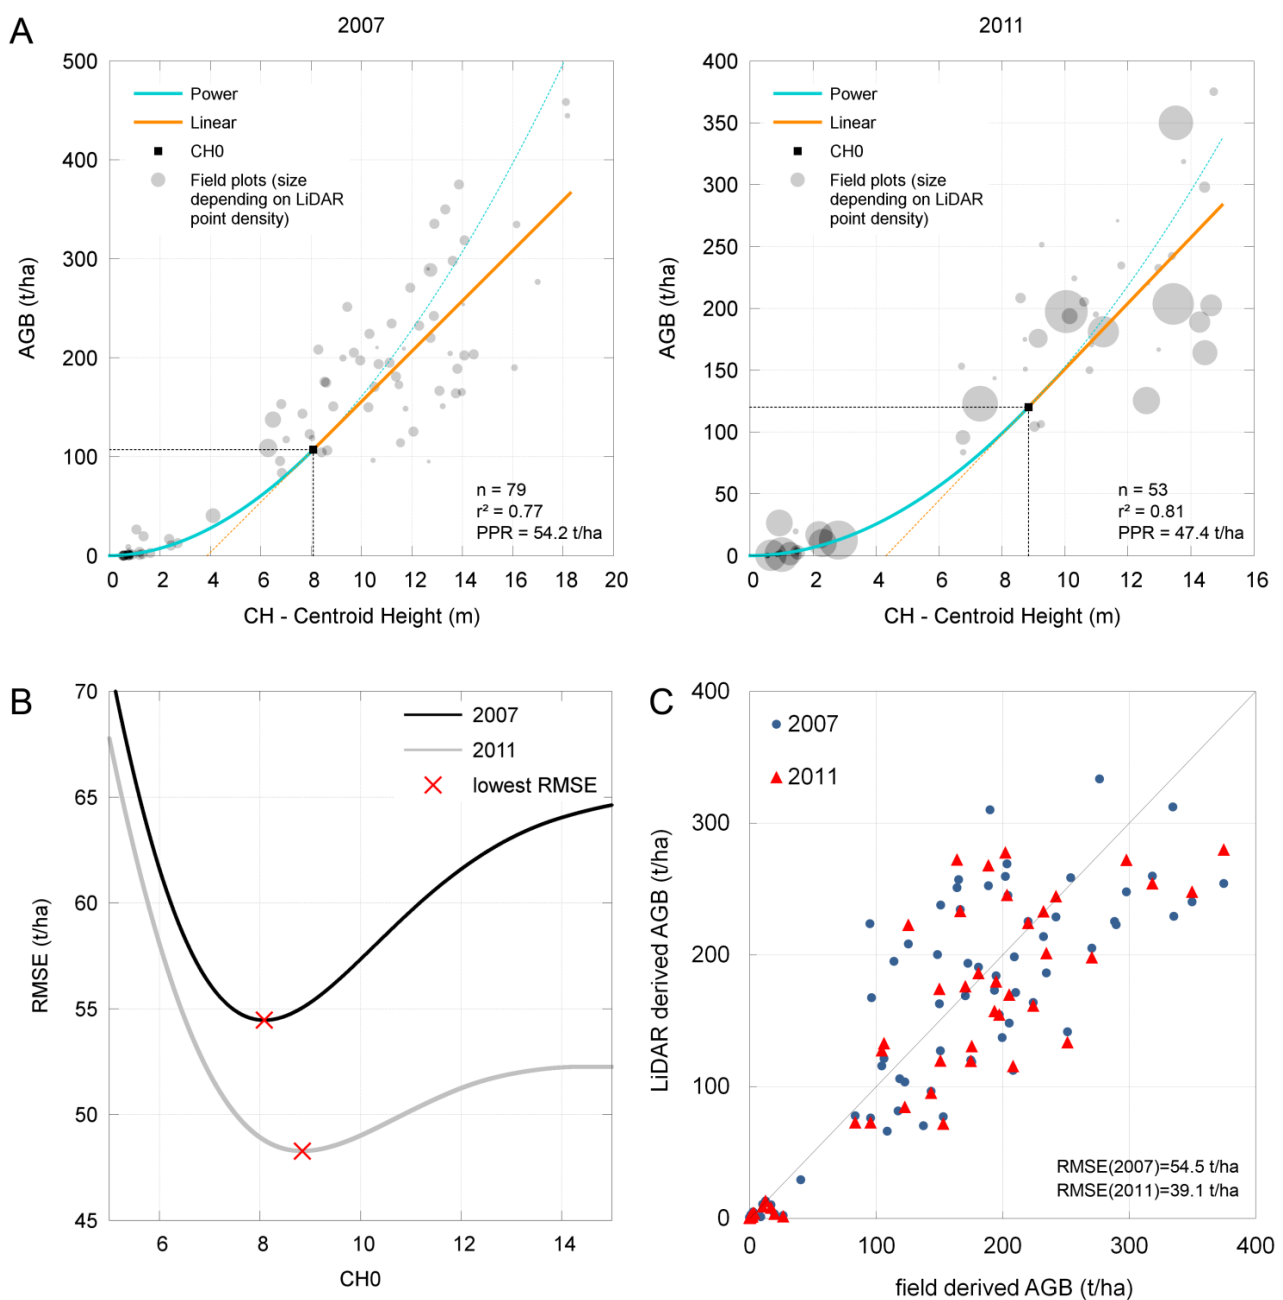 A
2007
500
400
300
200
100
0
Power
Linear
CH0
Field plots (size
depending on LiDAR
point density)
n = 79
r² = 0.77
PPR = 54.2 t/ha
AGB (t/ha)
0 2 4 6 8 10 12 14 16 18 20
CH - Centroid Height (m)
2011
400
350
300
250
200
150
100
50
0
Power
Linear
CH0
Field plots (size
depending on LiDAR
point density)
n = 53
r² = 0.81
PPR = 47.4 t/ha
AGB (t/ha)
0 2 4 6 8 10 12 14 16
CH - Centroid Height (m)
B
70
65
60
55
50
45
2007
2011
lowest RMSE
RMSE (t/ha)
6 8 10 12 14
CH0
C
400
300
200
100
0
2007
2011
RMSE(2007)=54.5 t/ha
RMSE(2011)=39.1 t/ha
LiDAR derived AGB (t/ha)
0 100 200 300 400
field derived AGB (t/ha)